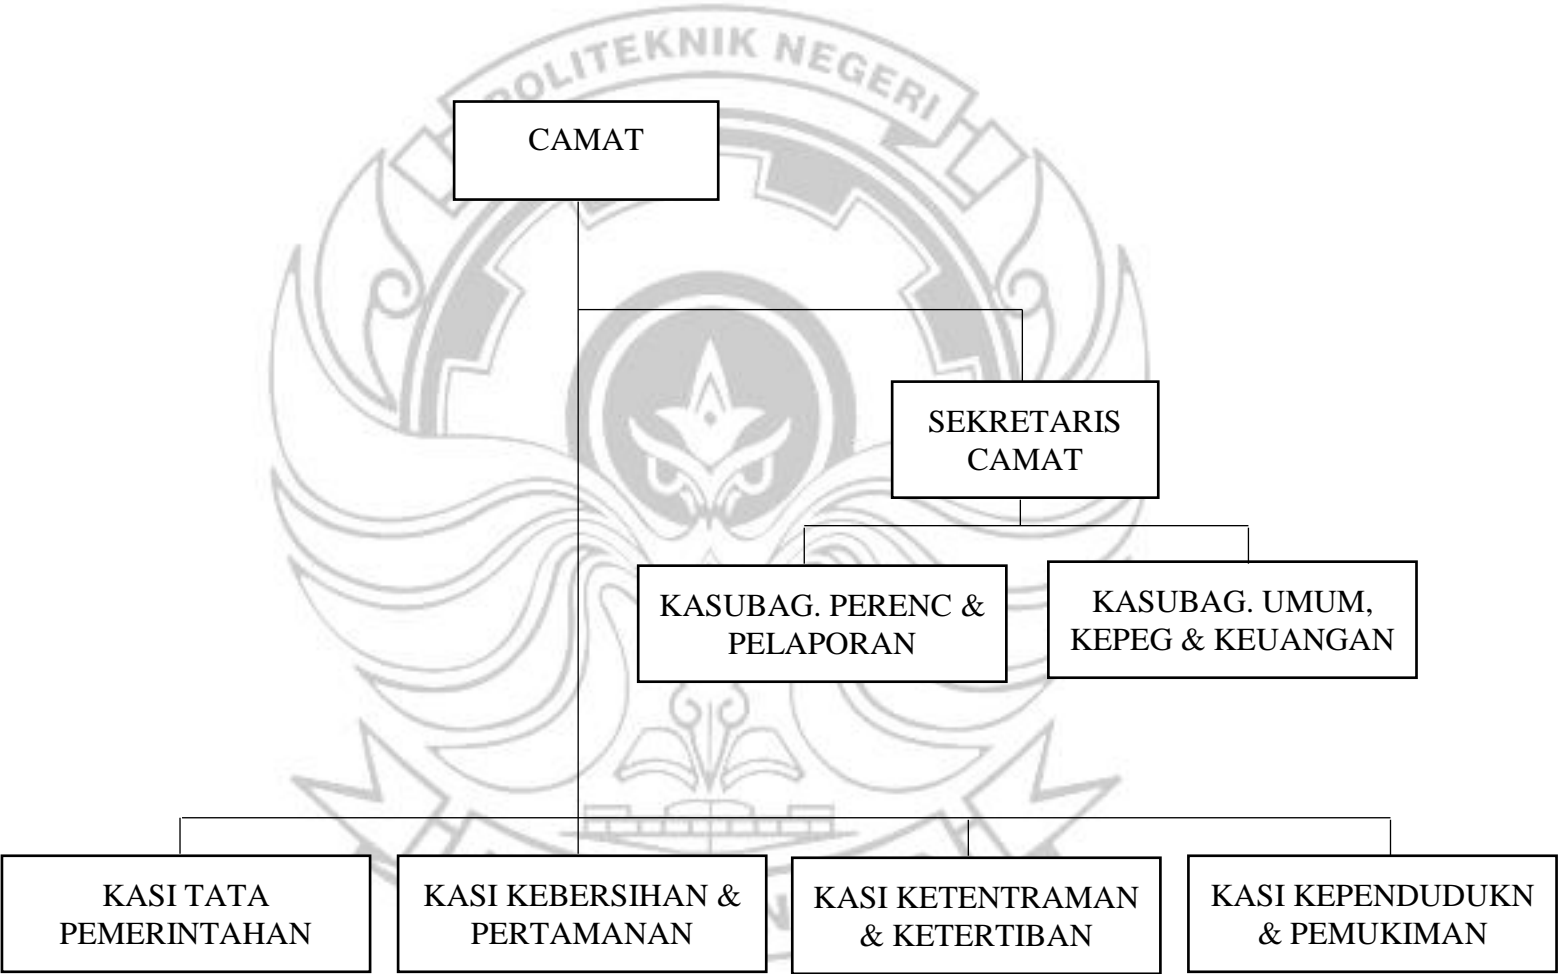 POLITEKNIK NEGERI
CAMAT
SEKRETARIS
CAMAT
KASUBAG. PERENC &
PELAPORAN
KASUBAG. UMUM,
KEPEG & KEUANGAN
KASI TATA
PEMERINTAHAN
KASI KEBERSIHAN &
PERTAMANAN
KASI KETENTRAMAN
& KETERTIBAN
KASI KEPENDUDUKN
& PEMUKIMAN